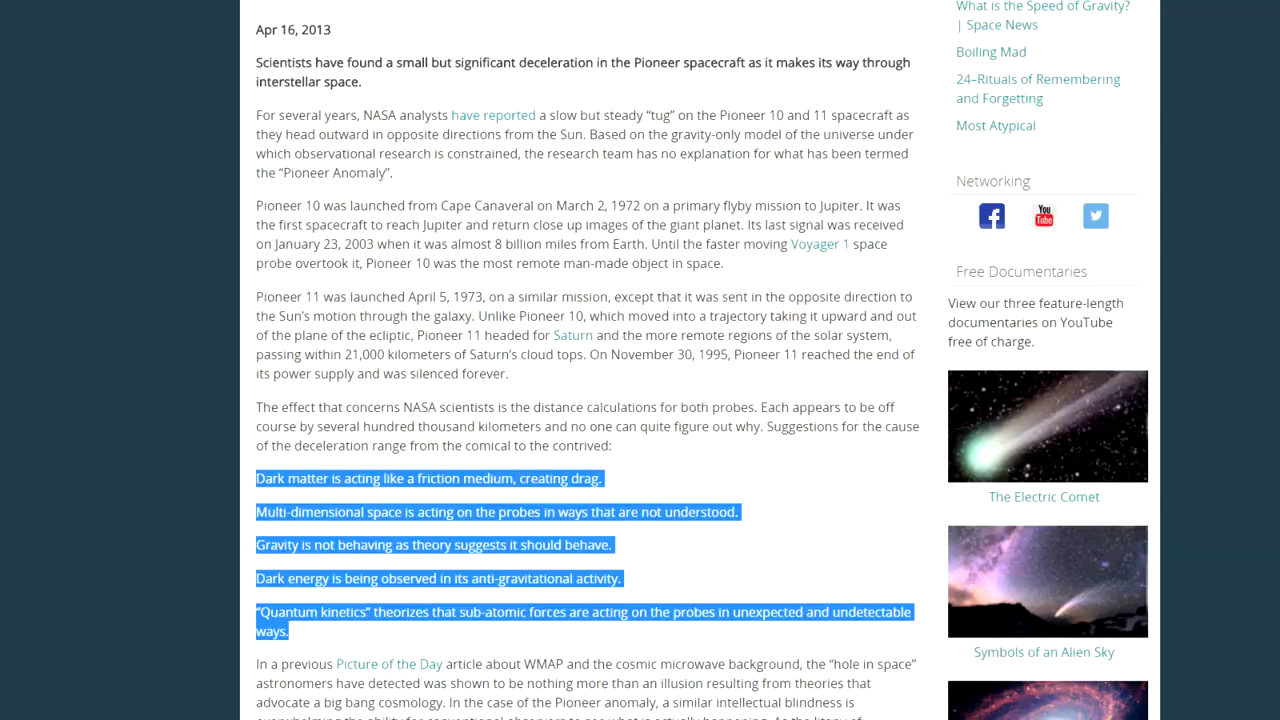 Apr 16, 2013
Scientists have found a small but significant deceleration in the Pioneer spacecraft as it makes its way through
interstellar space.
For several years, NASA analysts have reported a slow but steady “tug” on the Pioneer 10 and 11 spacecraft as
they head outward in opposite directions from the Sun. Based on the gravity-only model of the universe under
which observational research is constrained, the research team has no explanation for what has been termed
the “Pioneer Anomaly”.
Pioneer 10 was launched from Cape Canaveral on March 2, 1972 on a primary flyby mission to Jupiter. It was
the first spacecraft to reach Jupiter and return close up images of the giant planet. Its last signal was received
on January 23, 2003 when it was almost 8 billion miles from Earth. Until the faster moving Voyager 1 space
probe overtook it, Pioneer 10 was the most remote man-made object in space.
Pioneer 11 was launched April 5, 1973, on a similar mission, except that it was sent in the opposite direction to
the Sun’s motion through the galaxy. Unlike Pioneer 10, which moved into a trajectory taking it upward and out
of the plane of the ecliptic, Pioneer 11 headed for Saturn and the more remote regions of the solar system,
passing within 21,000 kilometers of Saturn’s cloud tops. On November 30, 1995, Pioneer 11 reached the end of
its power supply and was silenced forever.
The effect that concerns NASA scientists is the distance calculations for both probes. Each appears to be off
course by several hundred thousand kilometers and no one can quite figure out why. Suggestions for the cause
of the deceleration range from the comical to the contrived:
Dark matter is acting like a friction medium, creating drag.
Multi-dimensional space is acting on the probes in ways that are not understood.
Gravity is not behaving as theory suggests it should behave.
Dark energy is being observed in its anti-gravitational activity.
“Quantum kinetics” theorizes that sub-atomic forces are acting on the probes in unexpected and undetectable
ways.
In a previous Picture of the Day article about WMAP and the cosmic microwave background, the “hole in space”
astronomers have detected was shown to be nothing more than an illusion resulting from theories that
advocate a big bang cosmology. In the case of the Pioneer anomaly, a similar intellectual blindness is
What is the Speed of Gravity?
| Space News
Boiling Mad
24–Rituals of Remembering
and Forgetting
Most Atypical
Networking
You
Tube
Free Documentaries
View our three feature-length
documentaries on YouTube
free of charge.
The Electric Comet
Symbols of an Alien Sky